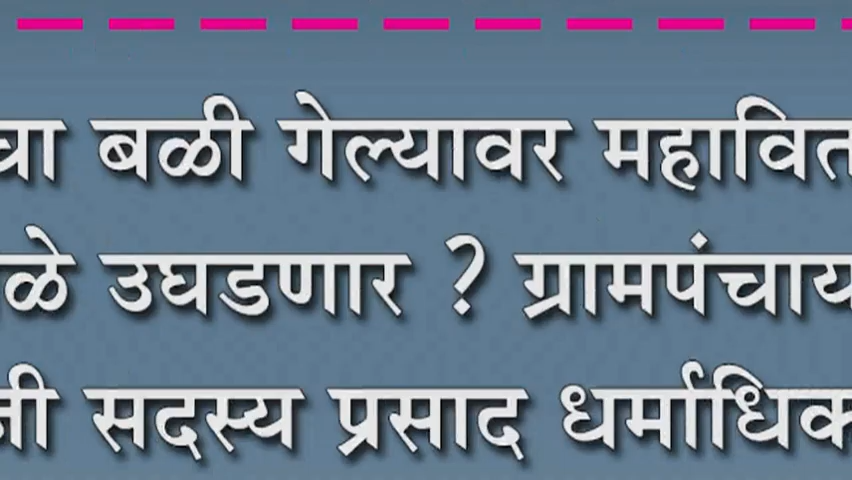 बळी गेल्यावर महावित
उघडणार ? ग्रामपंचाय
सदस्य प्रसाद धर्माधिक